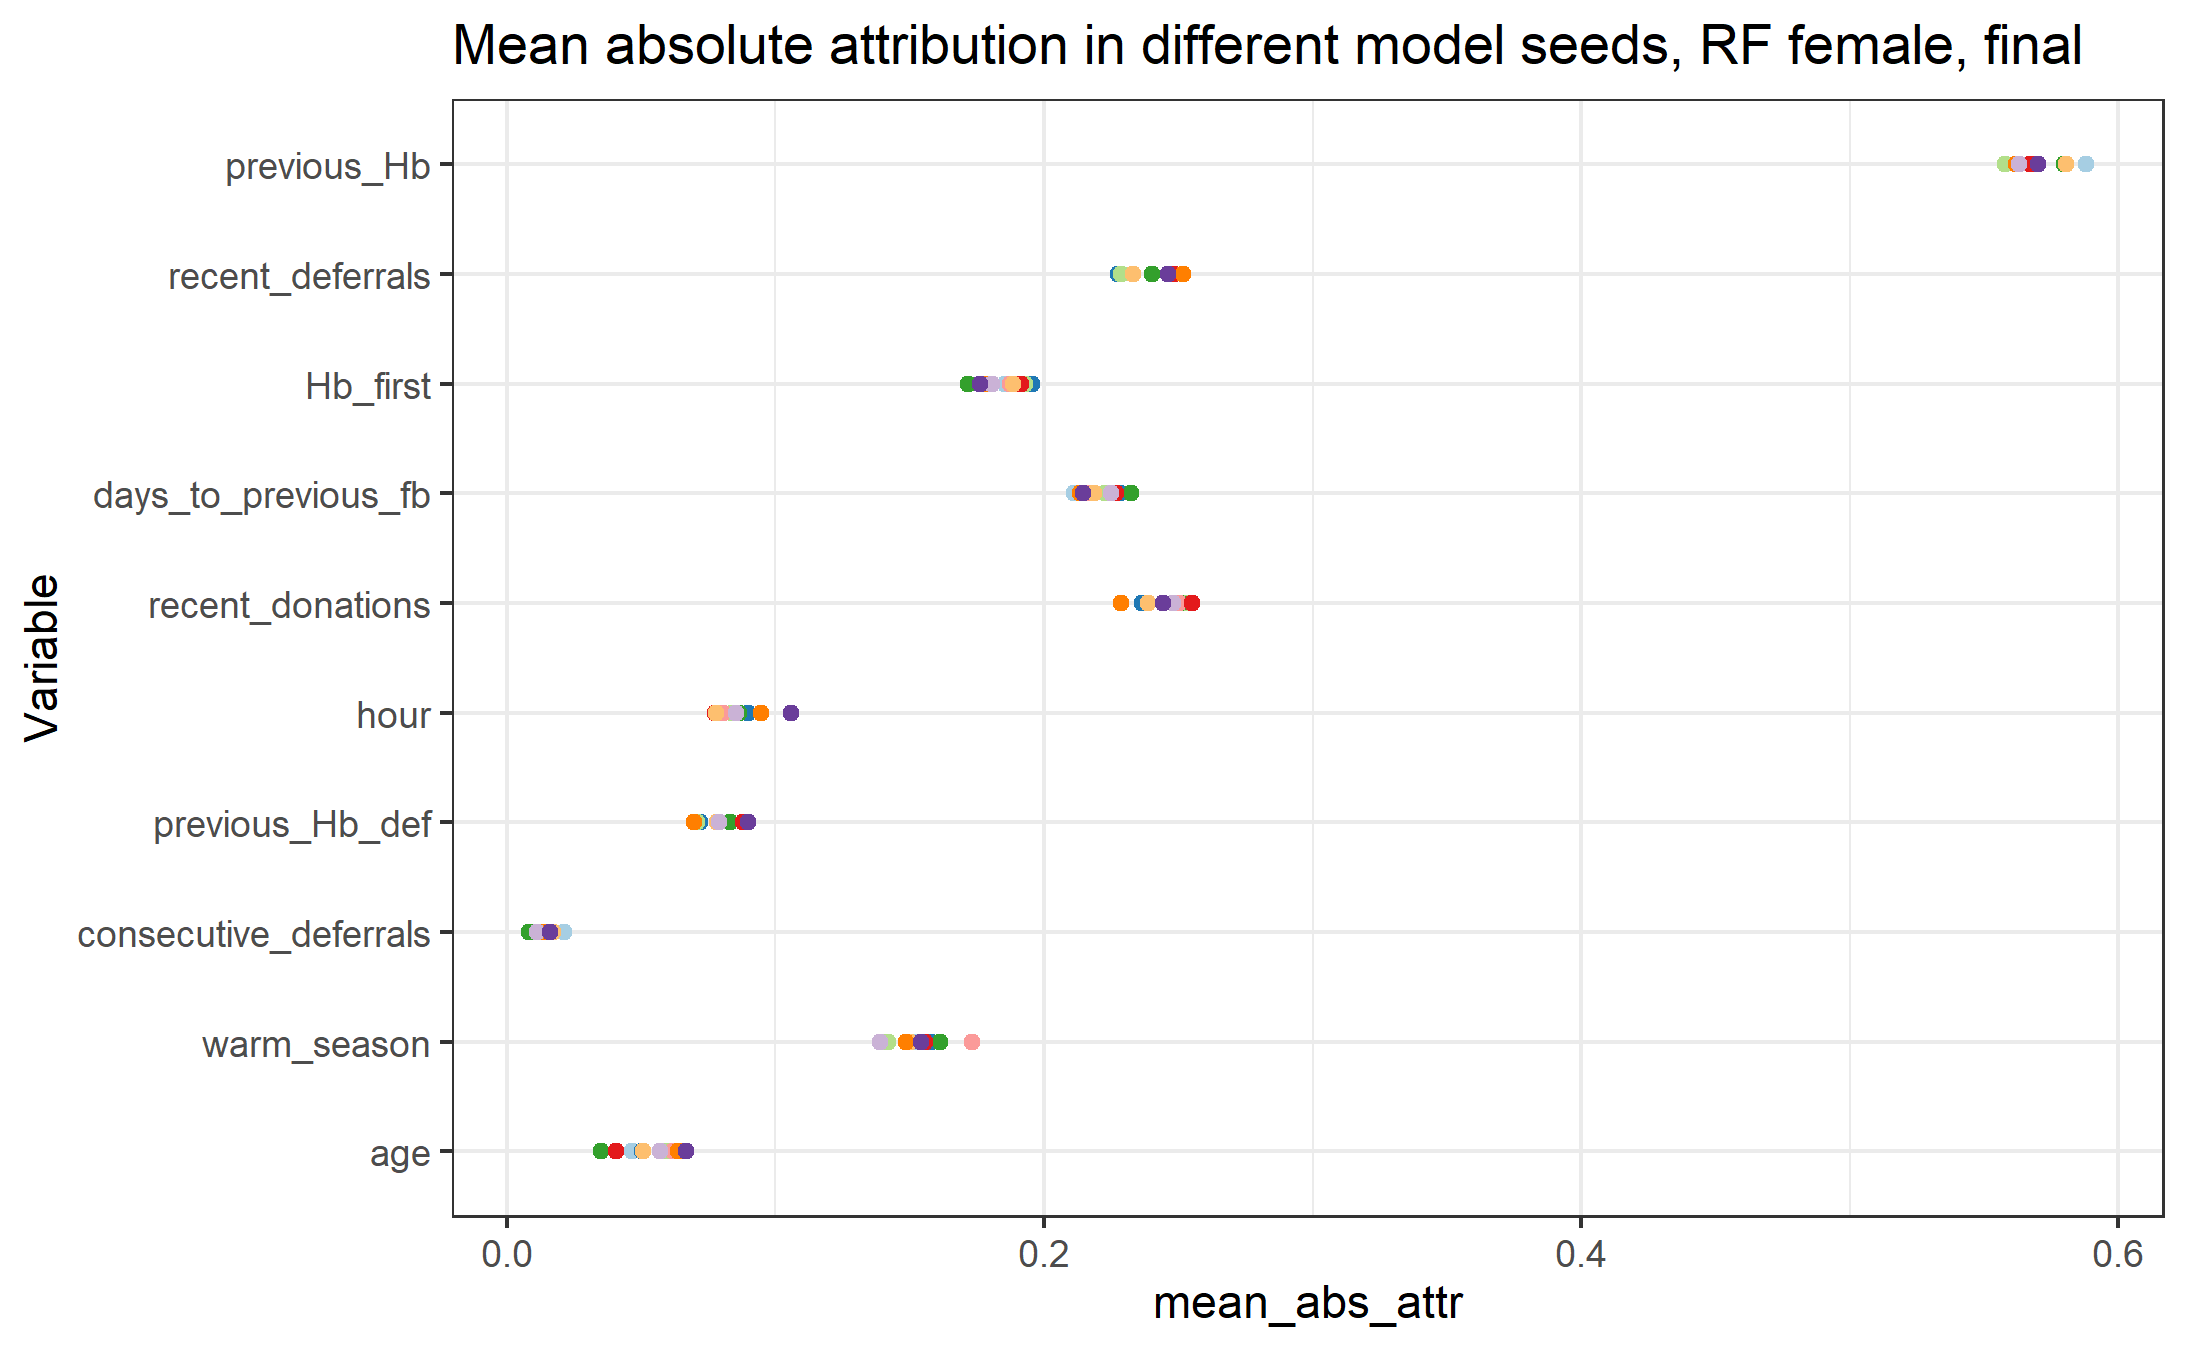 Mean absolute attribution in different model seeds, RF female, final
previous_Hb
recent_deferrals
Hb_first
days_to_previous_fb
recent_donations
hour
previous_Hb_def
consecutive_deferrals
warm_season
age
Variable
0.0 0.2 0.4 0.6
mean_abs_attr